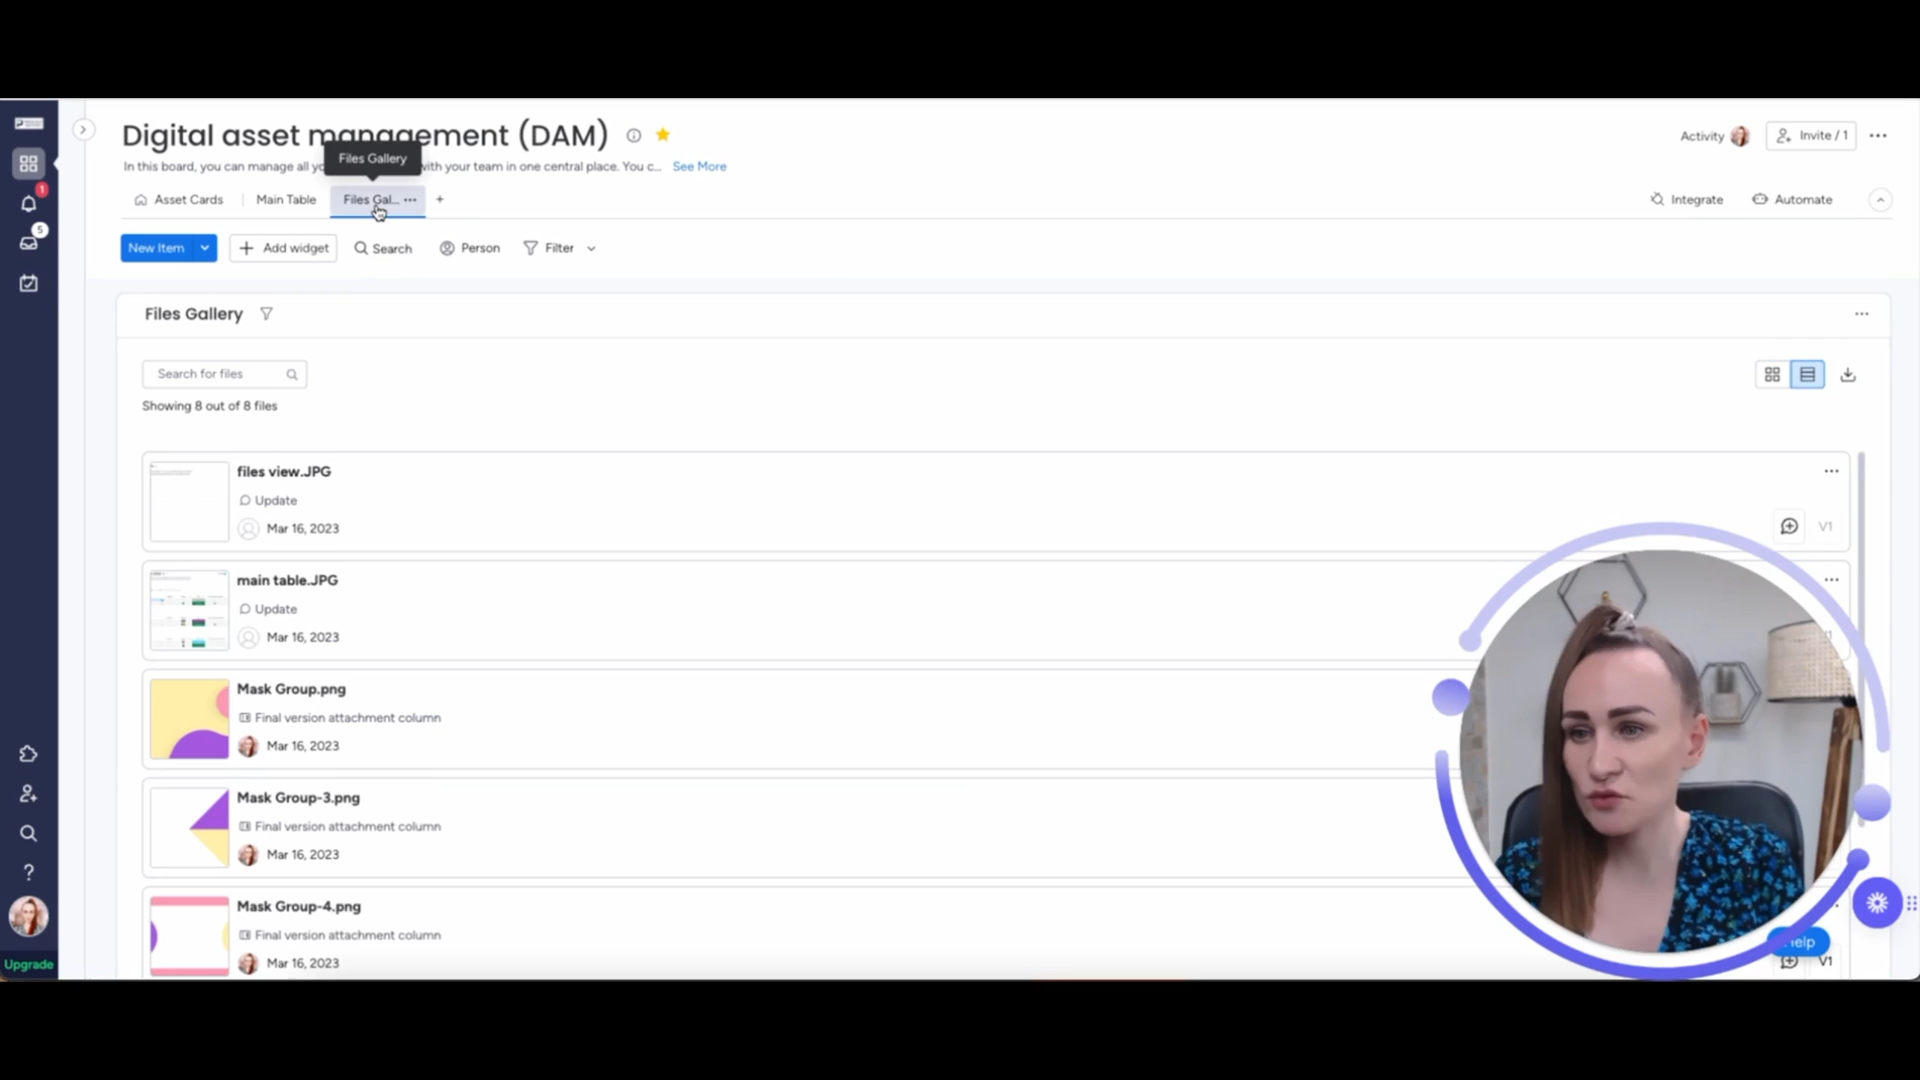 Digital asset management (DAM)
Activity
Invite / 1
Files Gallery
In this board, you can manage all yo
with your team in one central place. You c... See More
Asset Cards
Main Table
Files Gal...
Integrate
Automate
New Item
Add widget
Search
Person
Filter
1
5
Files Gallery
Search for files
Showing 8 out of 8 files
files view.JPG
Update
Mar 16, 2023
V1
main table.JPG
Update
Mar 16, 2023
Mask Group.png
Final version attachment column
Mar 16, 2023
Mask Group-3.png
Final version attachment column
Mar 16, 2023
Mask Group-4.png
Final version attachment column
Mar 16, 2023
Help
V1
Upgrade